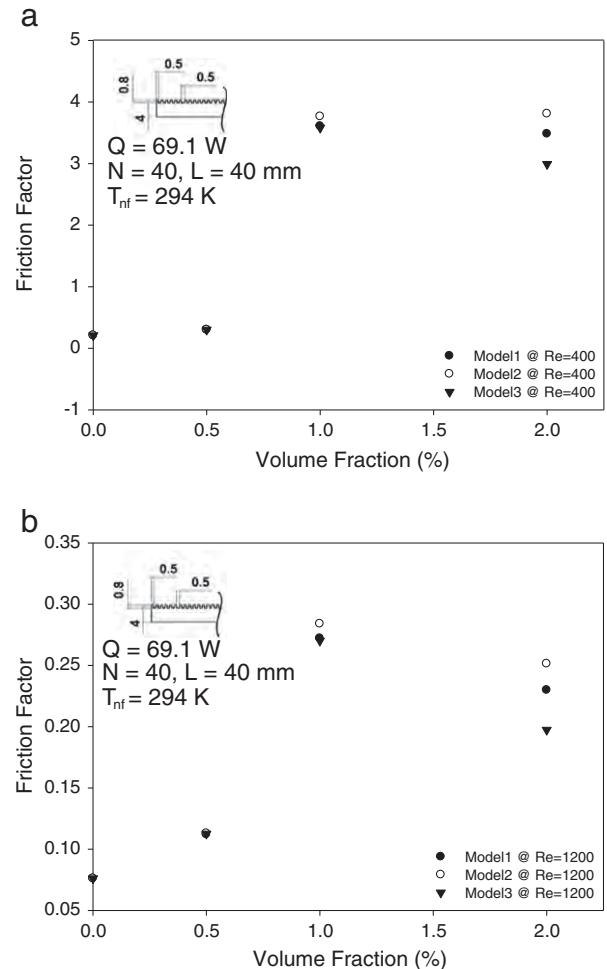 a
5
4
3
2
1
0
-1
Friction Factor
0.5
0.5
0.8
4
Q = 69.1 W
N = 40, L = 40 mm
Tnf = 294 K
Model1 @ Re=400
Model2 @ Re=400
Model3 @ Re=400
0.0 0.5 1.0 1.5 2.0
Volume Fraction (%)
b
0.35
0.30
0.25
0.20
0.15
0.10
0.05
Friction Factor
0.5
0.5
0.8
4
Q = 69.1 W
N = 40, L = 40 mm
Tnf = 294 K
Model1 @ Re=1200
Model2 @ Re=1200
Model3 @ Re=1200
0.0 0.5 1.0 1.5 2.0
Volume Fraction (%)